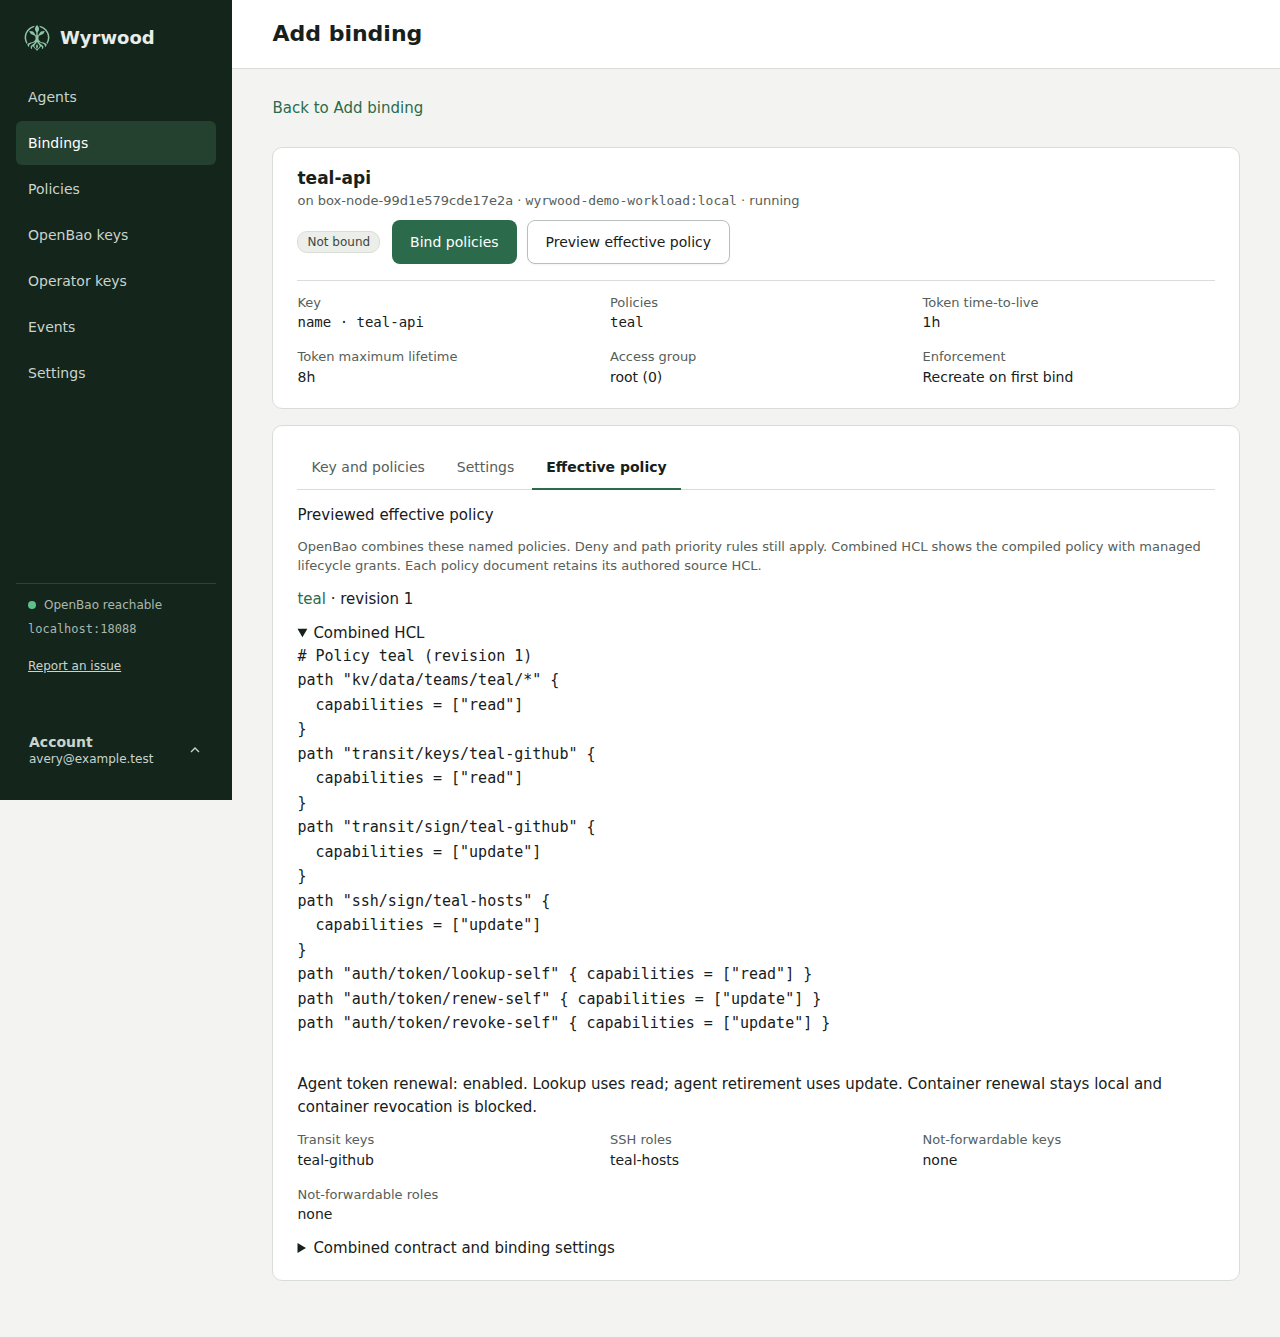 Wyrwood
Agents
Bindings
Policies
OpenBao keys
Operator keys
Events
Settings
OpenBao reachable
localhost:18088
Report an issue
Account
avery@example.test
Add binding
Back to Add binding
teal-api
on box-node-99d1e579cde17e2a · wyrwood-demo-workload:local · running
Not bound
Bind policies
Preview effective policy
Key
name · teal-api
Policies
teal
Token time-to-live
1h
Token maximum lifetime
8h
Access group
root (0)
Enforcement
Recreate on first bind
Key and policies
Settings
Effective policy
Previewed effective policy
OpenBao combines these named policies. Deny and path priority rules still apply. Combined HCL shows the compiled policy with managed
lifecycle grants. Each policy document retains its authored source HCL.
teal · revision 1
Combined HCL
# Policy teal (revision 1)
path "kv/data/teams/teal/*" {
  capabilities = ["read"]
}
path "transit/keys/teal-github" {
  capabilities = ["read"]
}
path "transit/sign/teal-github" {
  capabilities = ["update"]
}
path "ssh/sign/teal-hosts" {
  capabilities = ["update"]
}
path "auth/token/lookup-self" { capabilities = ["read"] }
path "auth/token/renew-self" { capabilities = ["update"] }
path "auth/token/revoke-self" { capabilities = ["update"] }
Agent token renewal: enabled. Lookup uses read; agent retirement uses update. Container renewal stays local and
container revocation is blocked.
Transit keys
teal-github
SSH roles
teal-hosts
Not-forwardable keys
none
Not-forwardable roles
none
Combined contract and binding settings